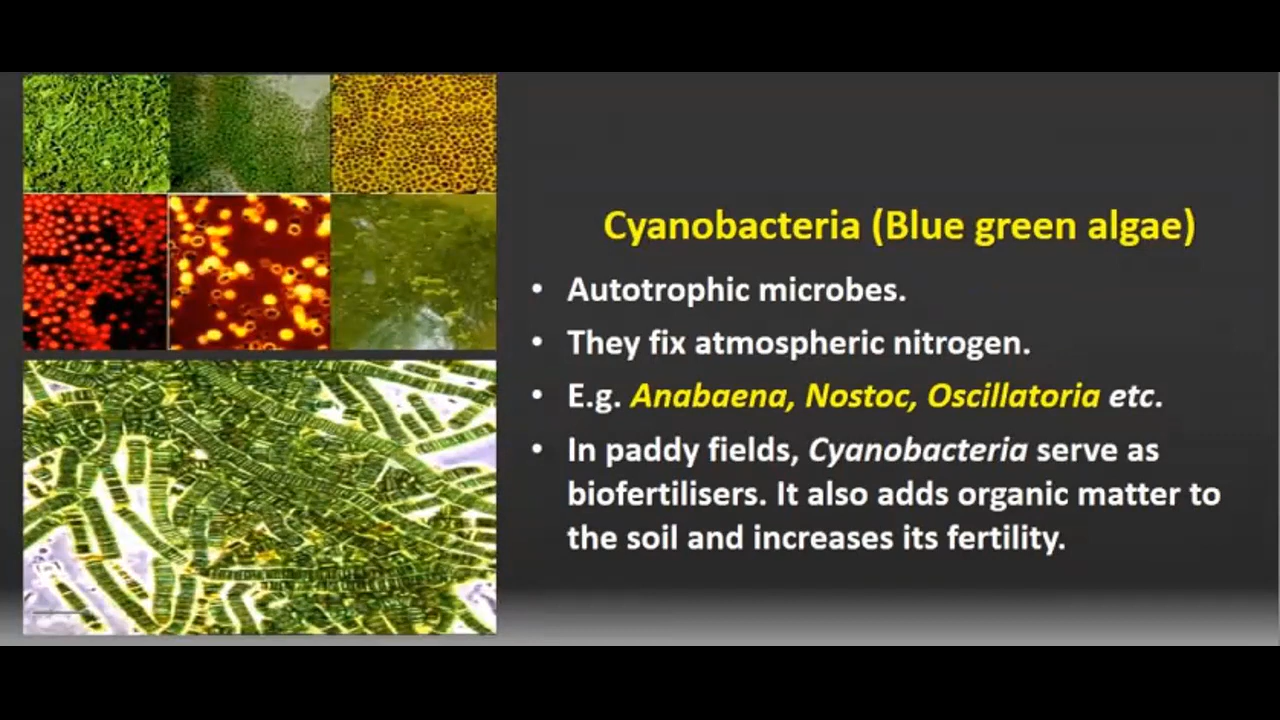 Cyanobacteria (Blue green algae)
• Autotrophic microbes.
• They fix atmospheric nitrogen.
• E.g. Anabaena, Nostoc, Oscillatoria etc.
• In paddy fields, Cyanobacteria serve as
biofertilisers. It also adds organic matter to
the soil and increases its fertility.